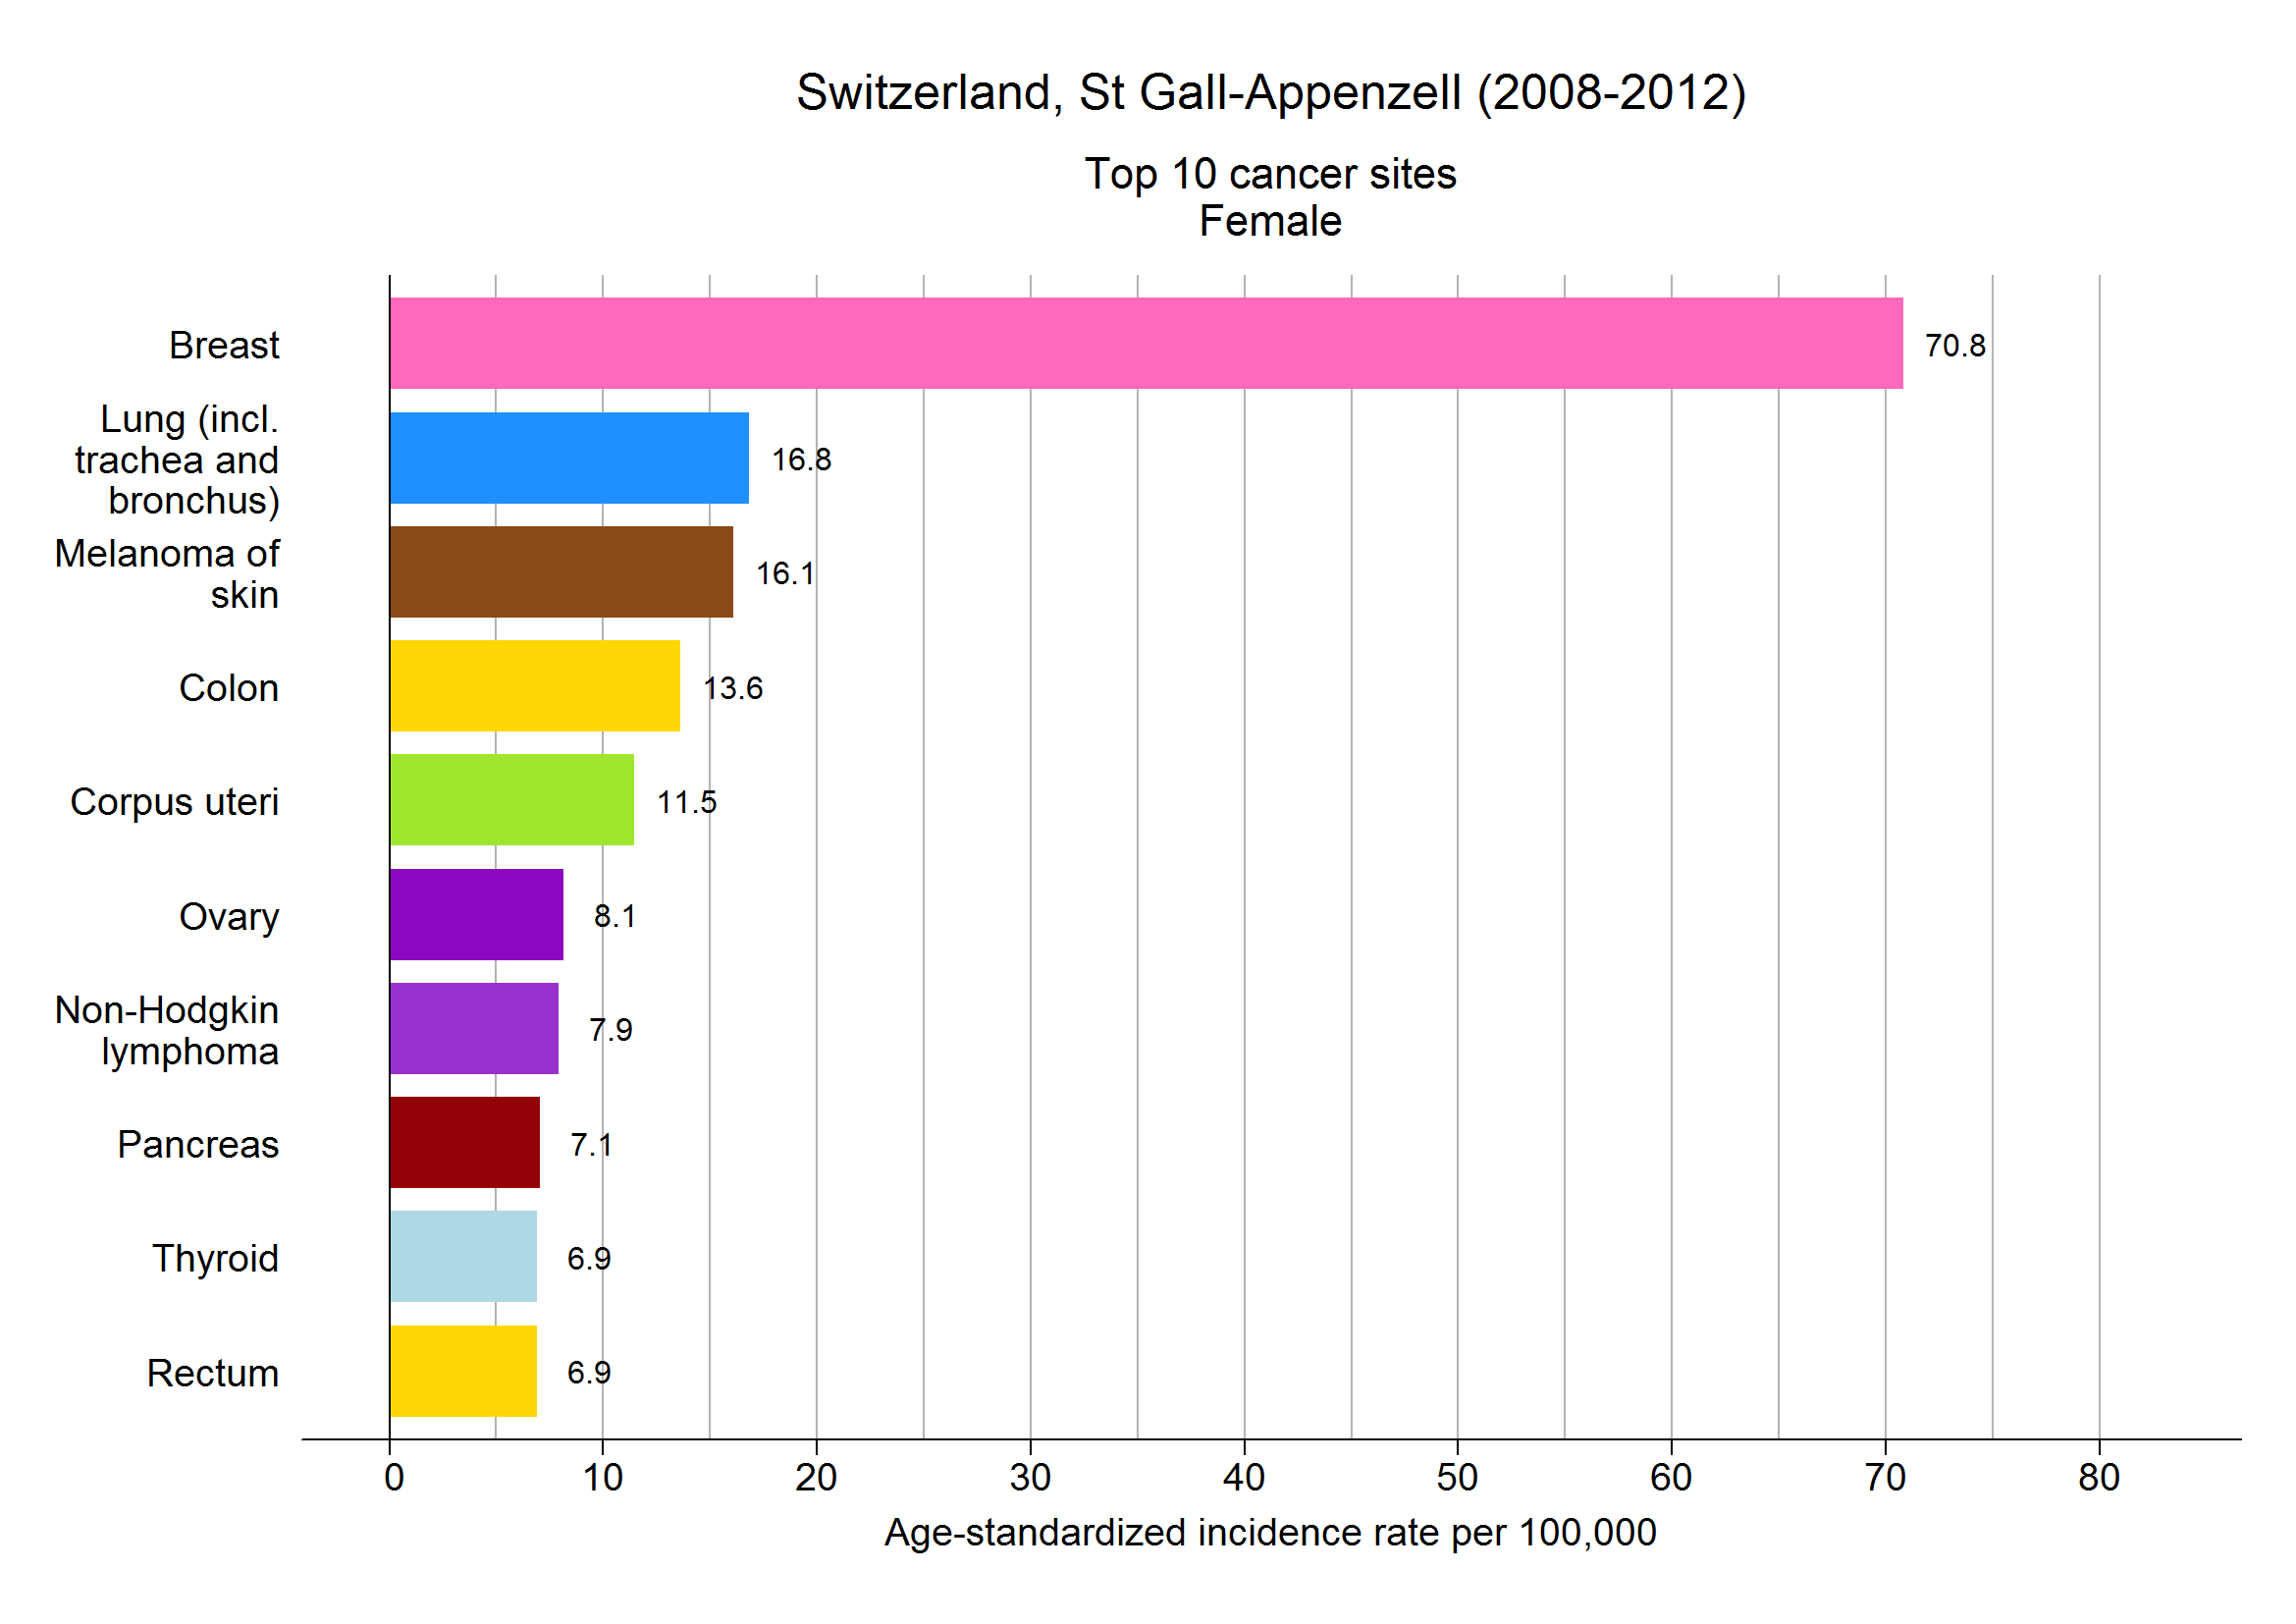 Switzerland, St Gall-Appenzell (2008-2012)
Top 10 cancer sites
Female
Breast
70.8
Lung (incl.
trachea and
bronchus)
16.8
Melanoma of
skin
16.1
Colon
13.6
Corpus uteri
11.5
Ovary
8.1
Non-Hodgkin
lymphoma
7.9
Pancreas
7.1
Thyroid
6.9
Rectum
6.9
0 10 20 30 40 50 60 70 80
Age-standardized incidence rate per 100,000